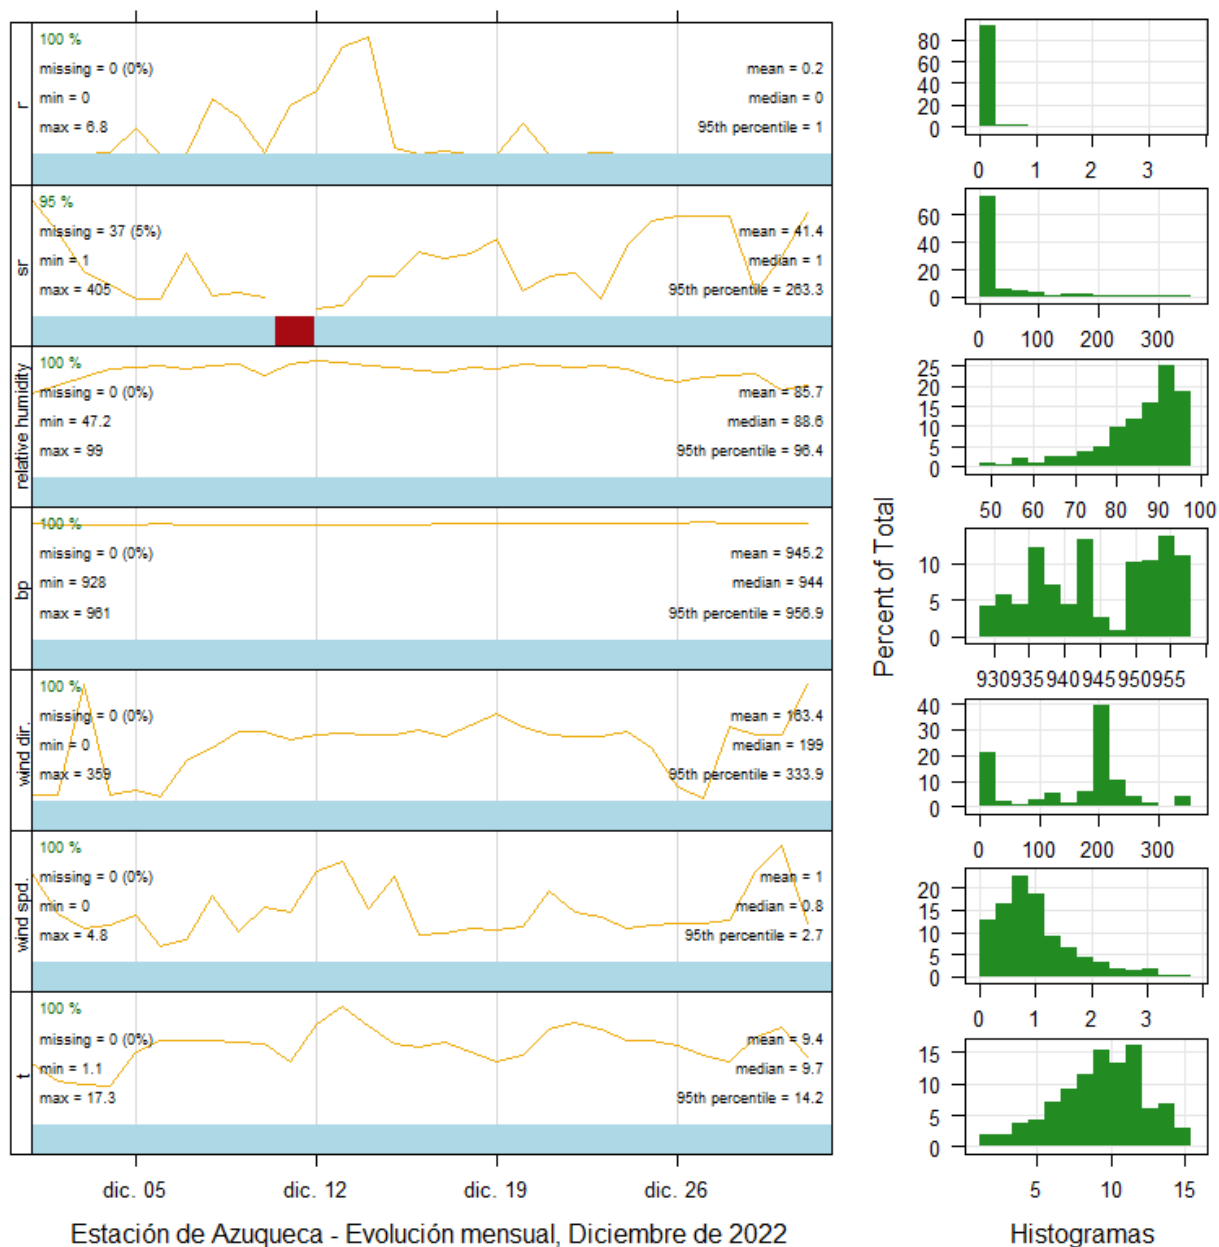 r
100 %
missing = 0 (0%)
min = 0
max = 6.8
mean = 0.2
median = 0
95th percentile = 1
80
60
40
20
0
0 1 2 3
sr
95 %
missing = 37 (5%)
min = 1
max = 405
mean = 41.4
median = 1
95th percentile = 263.3
60
40
20
0
0 100 200 300
relative humidity
100 %
missing = 0 (0%)
min = 47.2
max = 99
mean = 85.7
median = 88.6
95th percentile = 96.4
25
20
15
10
5
0
50 60 70 80 90 100
bp
100 %
missing = 0 (0%)
min = 928
max = 961
mean = 945.2
median = 944
95th percentile = 956.9
10
5
0
930 935 940 945 950 955
wind dir.
100 %
missing = 0 (0%)
min = 0
max = 359
mean = 163.4
median = 199
95th percentile = 333.9
40
30
20
10
0
0 100 200 300
wind spd.
100 %
missing = 0 (0%)
min = 0
max = 4.8
mean = 1
median = 0.8
95th percentile = 2.7
20
15
10
5
0
0 1 2 3
t
100 %
missing = 0 (0%)
min = 1.1
max = 17.3
mean = 9.4
median = 9.7
95th percentile = 14.2
15
10
5
0
5 10 15
Percent of Total
dic. 05 dic. 12 dic. 19 dic. 26
Estación de Azuqueca - Evolución mensual, Diciembre de 2022
Histogramas